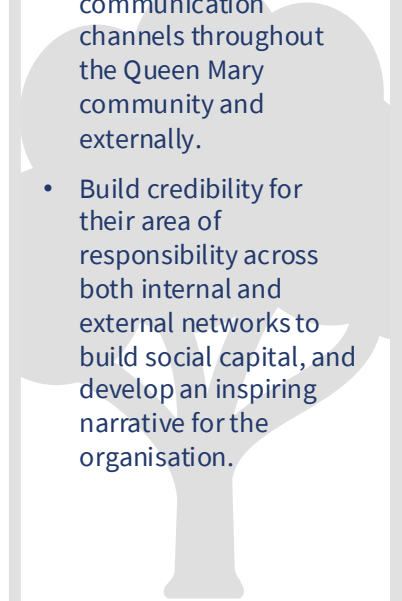 communication
channels throughout
the Queen Mary
community and
externally.
• Build credibility for
their area of
responsibility across
both internal and
external networks to
build social capital, and
develop an inspiring
narrative for the
organisation.